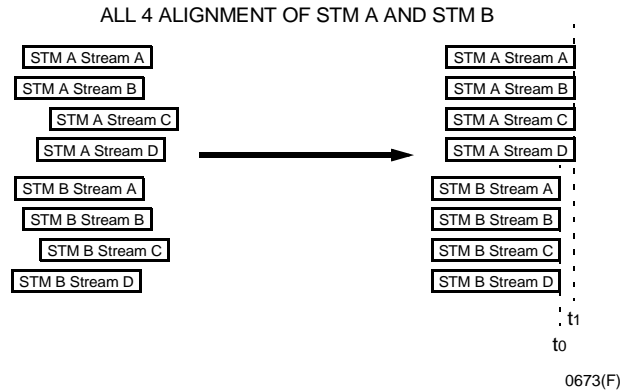 ALL 4 ALIGNMENT OF STM A AND STM B
STM A Stream A
STM A Stream B
STM A Stream C
STM A Stream D
STM B Stream A
STM B Stream B
STM B Stream C
STM B Stream D
STM A Stream A
STM A Stream B
STM A Stream C
STM A Stream D
STM B Stream A
STM B Stream B
STM B Stream C
STM B Stream D
t1
t0
0673(F)